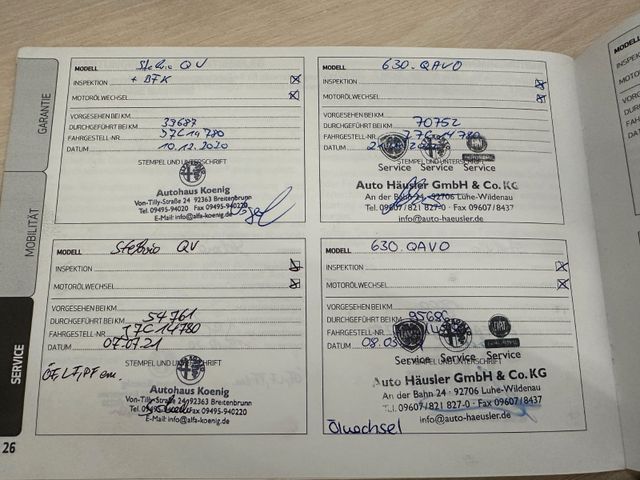 GARANTIE
MOBILITÄT
SERVICE
26
MODELL Stelvio QV
INSPEKTION + BFK
MOTORÖLWECHSEL
VORGESEHEN BEI KM
DURCHGEFÜHRT BEI KM 39687
FAHRGESTELL-NR. 7C14780
DATUM 10.12.2020
STEMPEL UND UNTERSCHRIFT
Autohaus Koenig
Von-Tilly-Straße 24 92363 Breitenbrunn
Tel. 09495-94020 Fax 09495-940220
E-Mail: info@alfa-koenig.de
MODELL 630.QAVO
INSPEKTION
MOTORÖLWECHSEL
VORGESEHEN BEI KM
DURCHGEFÜHRT BEI KM 70752
FAHRGESTELL-NR. 7C14780
DATUM
STEMPEL UND UNTERSCHRIFT
Service Service Service
Auto Häusler GmbH & Co. KG
An der Bahn 24 · 92706 Luhe-Wildenau
Tel. 09607/821 827-0 · Fax 09607/8437
info@auto-haeusler.de
MODELL Stelvio QV
INSPEKTION
MOTORÖLWECHSEL
VORGESEHEN BEI KM
DURCHGEFÜHRT BEI KM 54761
FAHRGESTELL-NR. 7C14780
DATUM 07.07.21
STEMPEL UND UNTERSCHRIFT
Autohaus Koenig
Von-Tilly-Straße 24 92363 Breitenbrunn
Tel. 09495-94020 Fax 09495-940220
E-Mail: info@alfa-koenig.de
MODELL 630.QAVO
INSPEKTION
MOTORÖLWECHSEL
VORGESEHEN BEI KM
DURCHGEFÜHRT BEI KM
FAHRGESTELL-NR.
DATUM 08.03
Service Service Service
Auto Häusler GmbH & Co. KG
An der Bahn 24 · 92706 Luhe-Wildenau
Tel. 09607/821 827-0 · Fax 09607/8437
info@auto-haeusler.de
Ölwechsel